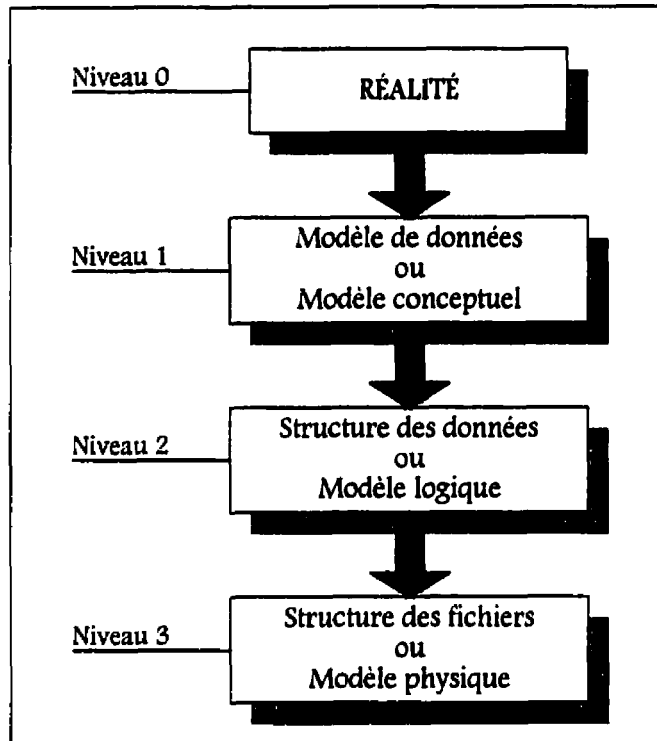 Niveau 0
RÉALITÉ
Niveau 1
Modèle de données
ou
Modèle conceptuel
Niveau 2
Structure des données
ou
Modèle logique
Niveau 3
Structure des fichiers
ou
Modèle physique